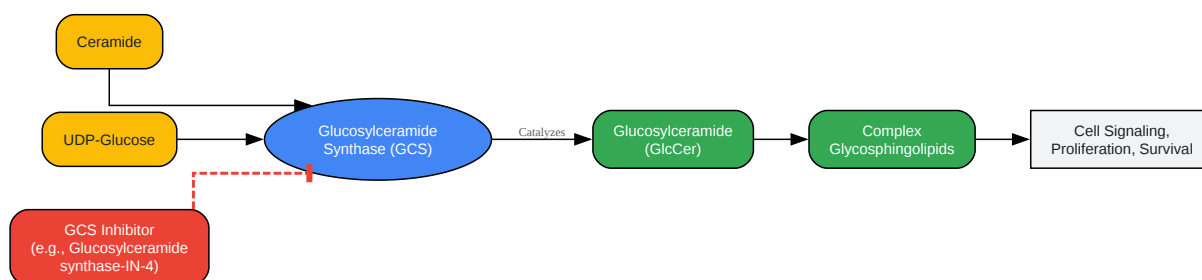 Ceramide
UDP-Glucose
Glucosylceramide
Synthase (GCS)
Catalyzes
Glucosylceramide
(GlcCer)
Complex
Glycosphingolipids
Cell Signaling,
Proliferation, Survival
GCS Inhibitor
(e.g., Glucosylceramide
synthase-IN-4)